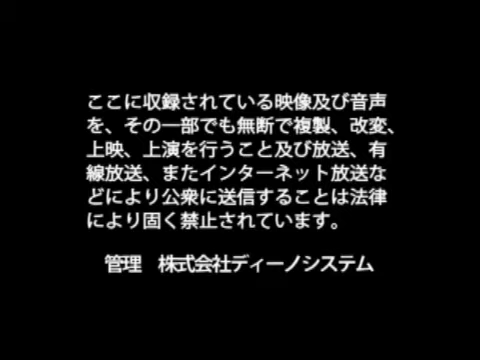 ここに収録されている映像及び音声
を、その一部でも無断で複製、改変、
上映、上演を行うこと及び放送、有
線放送、またインターネット放送な
どにより公衆に送信することは法律
により固く禁止されています。
管理　株式会社ディーノシステム